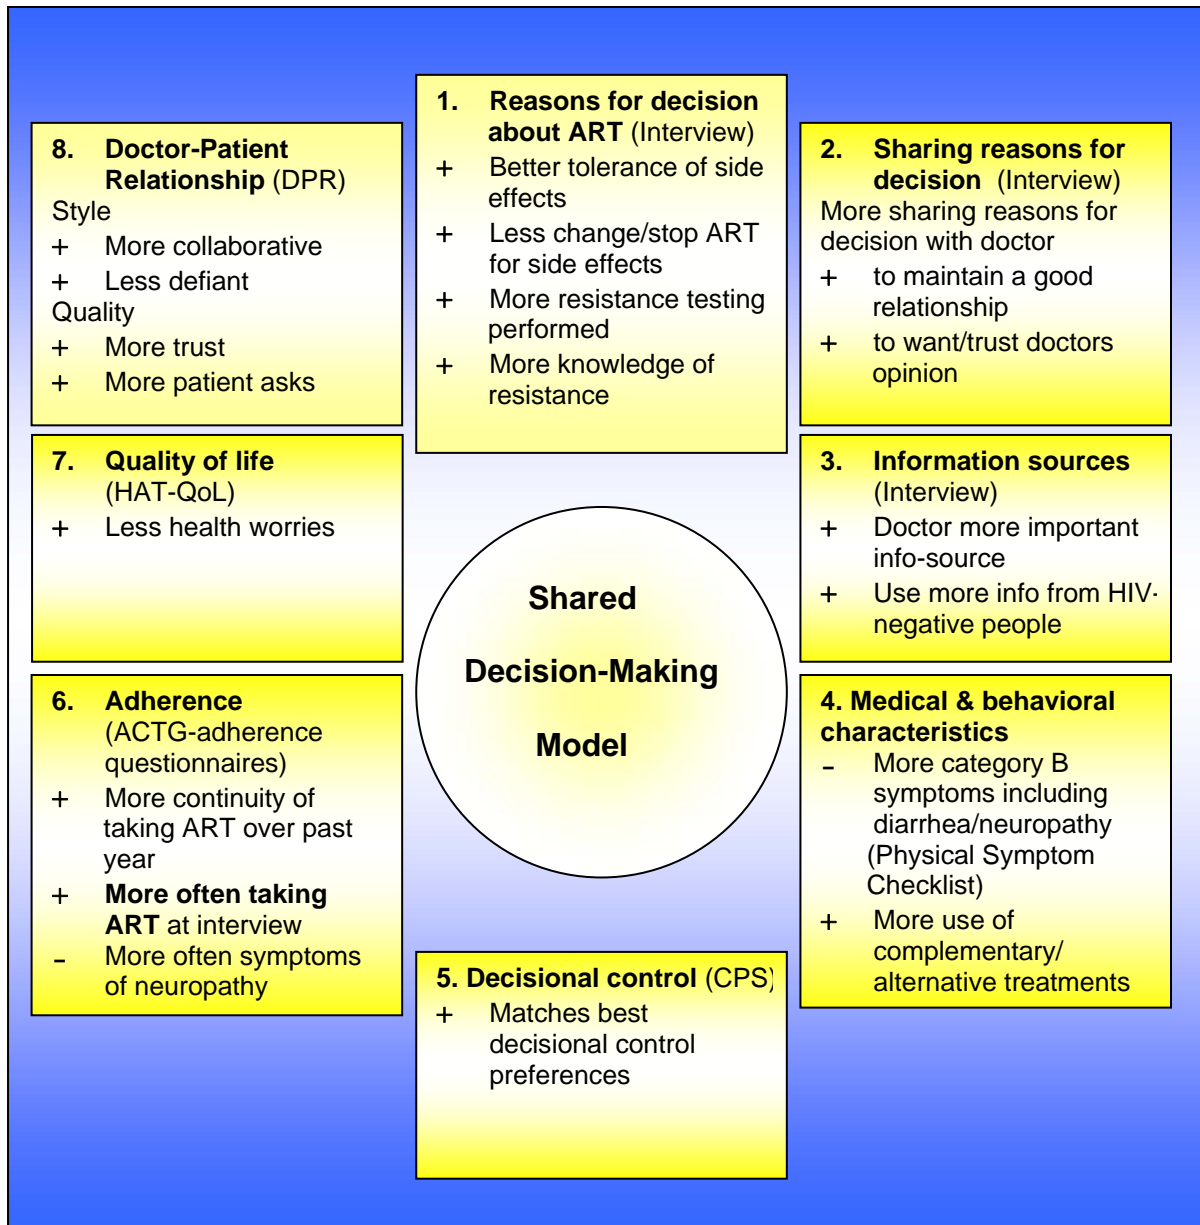 1. Reasons for decision
about ART (Interview)
+ Better tolerance of side
effects
+ Less change/stop ART
for side effects
+ More resistance testing
performed
+ More knowledge of
resistance
2. Sharing reasons for
decision (Interview)
More sharing reasons for
decision with doctor
+ to maintain a good
relationship
+ to want/trust doctors
opinion
3. Information sources
(Interview)
+ Doctor more important
info-source
+ Use more info from HIV-
negative people
4. Medical & behavioral
characteristics
- More category B
symptoms including
diarrhea/neuropathy
(Physical Symptom
Checklist)
+ More use of
complementary/
alternative treatments
5. Decisional control (CPS)
+ Matches best
decisional control
preferences
6. Adherence
(ACTG-adherence
questionnaires)
+ More continuity of
taking ART over past
year
+ More often taking
ART at interview
- More often symptoms
of neuropathy
7. Quality of life
(HAT-QoL)
+ Less health worries
8. Doctor-Patient
Relationship (DPR)
Style
+ More collaborative
+ Less defiant
Quality
+ More trust
+ More patient asks
Shared
Decision-Making
Model